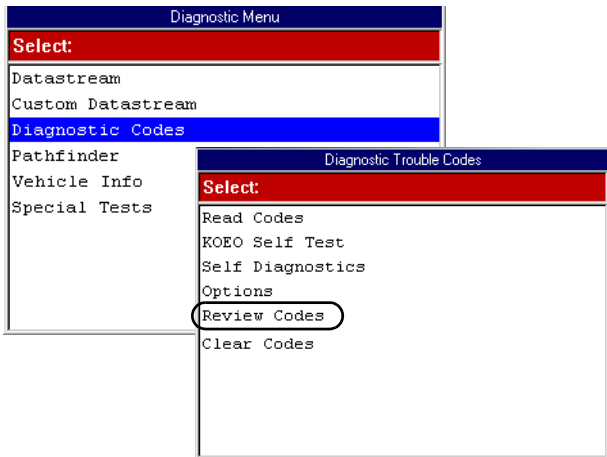 Diagnostic Menu
Select:
Datastream
Custom Datastream
Diagnostic Codes
Pathfinder
Vehicle Info
Special Tests
Diagnostic Trouble Codes
Select:
Read Codes
KOEO Self Test
Self Diagnostics
Options
Review Codes
Clear Codes